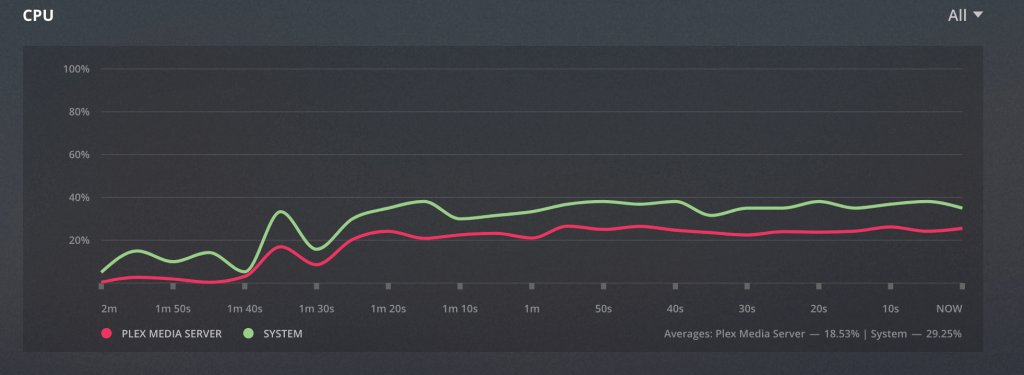 CPU
All
100%
80%
60%
40%
20%
2m 1m 50s 1m 40s 1m 30s 1m 20s 1m 10s 1m 50s 40s 30s 20s 10s NOW
PLEX MEDIA SERVER SYSTEM Averages: Plex Media Server — 18.53% | System — 29.25%